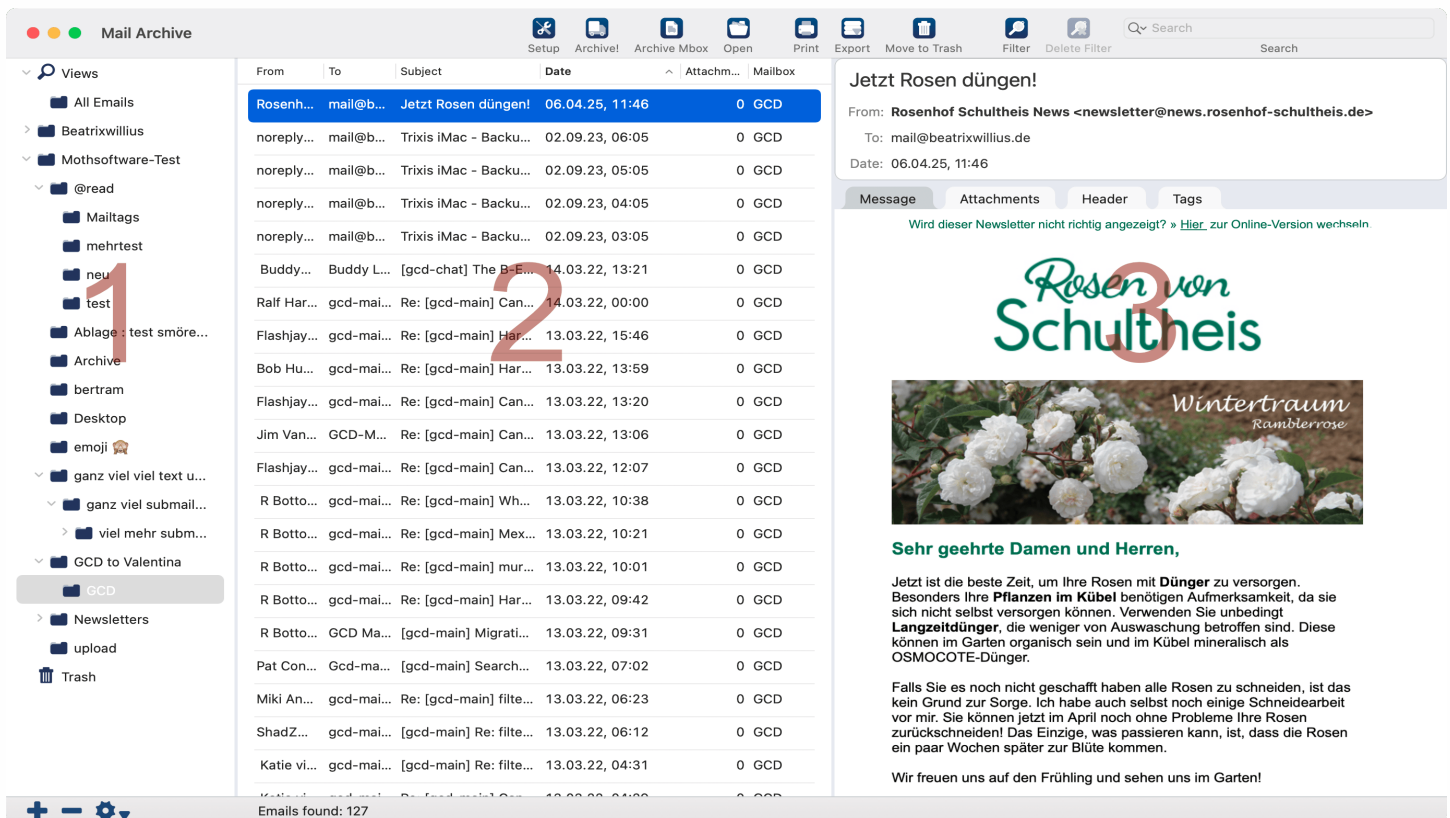 Mail Archive
Setup Archive! Archive Mbox Open Print Export Move to Trash Filter Delete Filter
Search
Search
Views
All Emails
Beatrixwillius
Mothsoftware-Test
@read
Mailtags
mehrtest
neu
test
Ablage : test smöre...
Archive
bertram
Desktop
emoji 🙈
ganz viel viel text u...
ganz viel submail...
viel mehr subm...
GCD to Valentina
GCD
Newsletters
upload
Trash
1
From To Subject Date Attachm... Mailbox
Rosenh... mail@b... Jetzt Rosen düngen! 06.04.25, 11:46 0 GCD
noreply... mail@b... Trixis iMac - Backu... 02.09.23, 06:05 0 GCD
noreply... mail@b... Trixis iMac - Backu... 02.09.23, 05:05 0 GCD
noreply... mail@b... Trixis iMac - Backu... 02.09.23, 04:05 0 GCD
noreply... mail@b... Trixis iMac - Backu... 02.09.23, 03:05 0 GCD
Buddy... Buddy L... [gcd-chat] The B-E... 14.03.22, 13:21 0 GCD
Ralf Har... gcd-mai... Re: [gcd-main] Can... 14.03.22, 00:00 0 GCD
Flashjay... gcd-mai... Re: [gcd-main] Har... 13.03.22, 15:46 0 GCD
Bob Hu... gcd-mai... Re: [gcd-main] Har... 13.03.22, 13:59 0 GCD
Flashjay... gcd-mai... Re: [gcd-main] Can... 13.03.22, 13:20 0 GCD
Jim Van... GCD-M... Re: [gcd-main] Can... 13.03.22, 13:06 0 GCD
Flashjay... gcd-mai... Re: [gcd-main] Can... 13.03.22, 12:07 0 GCD
R Botto... gcd-mai... Re: [gcd-main] Wh... 13.03.22, 10:38 0 GCD
R Botto... gcd-mai... Re: [gcd-main] Mex... 13.03.22, 10:21 0 GCD
R Botto... gcd-mai... Re: [gcd-main] mur... 13.03.22, 10:01 0 GCD
R Botto... gcd-mai... Re: [gcd-main] Har... 13.03.22, 09:42 0 GCD
R Botto... GCD Ma... [gcd-main] Migrati... 13.03.22, 09:31 0 GCD
Pat Con... Gcd-ma... [gcd-main] Search... 13.03.22, 07:02 0 GCD
Miki An... gcd-mai... Re: [gcd-main] filte... 13.03.22, 06:23 0 GCD
ShadZ... gcd-mai... [gcd-main] Re: filte... 13.03.22, 06:12 0 GCD
Katie vi... gcd-mai... [gcd-main] Re: filte... 13.03.22, 04:31 0 GCD
2
Emails found: 127
Jetzt Rosen düngen!
From: Rosenhof Schultheis News <newsletter@news.rosenhof-schultheis.de>
To: mail@beatrixwillius.de
Date: 06.04.25, 11:46
Message Attachments Header Tags
Wird dieser Newsletter nicht richtig angezeigt? » Hier zur Online-Version wechseln.
Rosen von
Schultheis
3
Wintertraum
Ramblerrose
Sehr geehrte Damen und Herren,
Jetzt ist die beste Zeit, um Ihre Rosen mit Dünger zu versorgen.
Besonders Ihre Pflanzen im Kübel benötigen Aufmerksamkeit, da sie
sich nicht selbst versorgen können. Verwenden Sie unbedingt
Langzeitdünger, die weniger von Auswaschung betroffen sind. Diese
können im Garten organisch sein und im Kübel mineralisch als
OSMOCOTE-Dünger.
Falls Sie es noch nicht geschafft haben alle Rosen zu schneiden, ist das
kein Grund zur Sorge. Ich habe auch selbst noch einige Schneidearbeit
vor mir. Sie können jetzt im April noch ohne Probleme Ihre Rosen
zurückschneiden! Das Einzige, was passieren kann, ist, dass die Rosen
ein paar Wochen später zur Blüte kommen.
Wir freuen uns auf den Frühling und sehen uns im Garten!